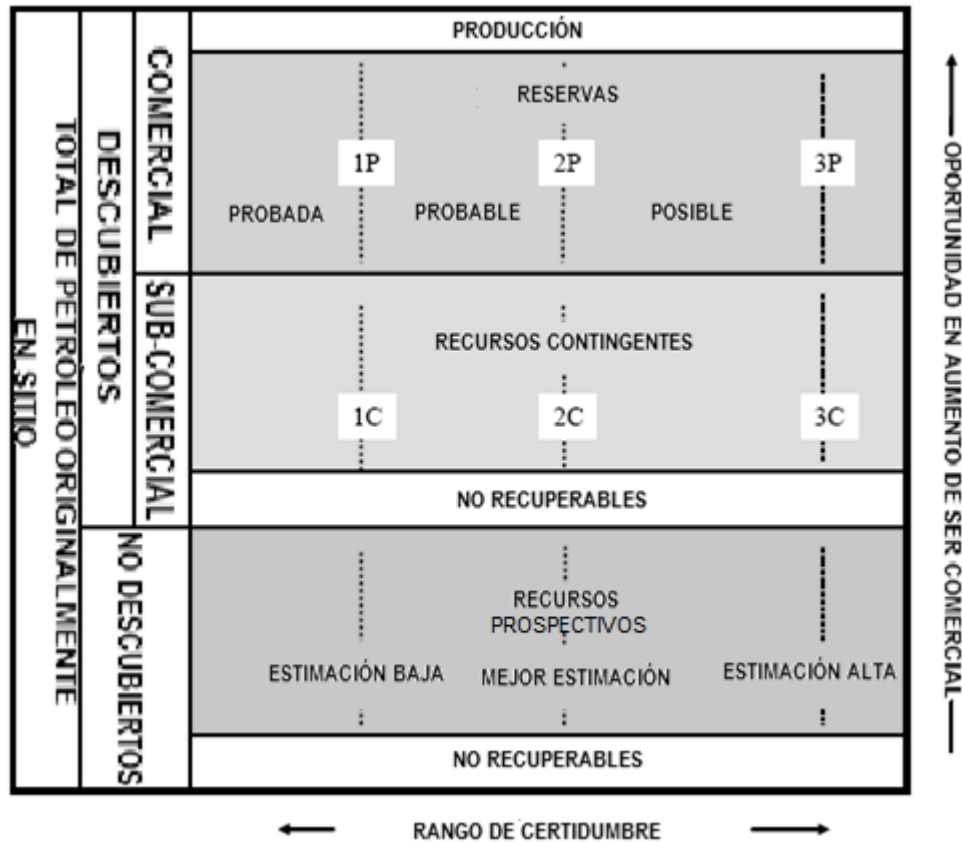 TOTAL DE PETRÓLEO ORIGINALMENTE
EN SITIO
DESCUBIERTOS
NO DESCUBIERTOS
COMERCIAL
SUB-COMERCIAL
PRODUCCIÓN
RESERVAS
1P
2P
3P
PROBADA
PROBABLE
POSIBLE
RECURSOS CONTINGENTES
1C
2C
3C
NO RECUPERABLES
RECURSOS
PROSPECTIVOS
ESTIMACIÓN BAJA
MEJOR ESTIMACIÓN
ESTIMACIÓN ALTA
NO RECUPERABLES
RANGO DE CERTIDUMBRE
OPORTUNIDAD EN AUMENTO DE SER COMERCIAL